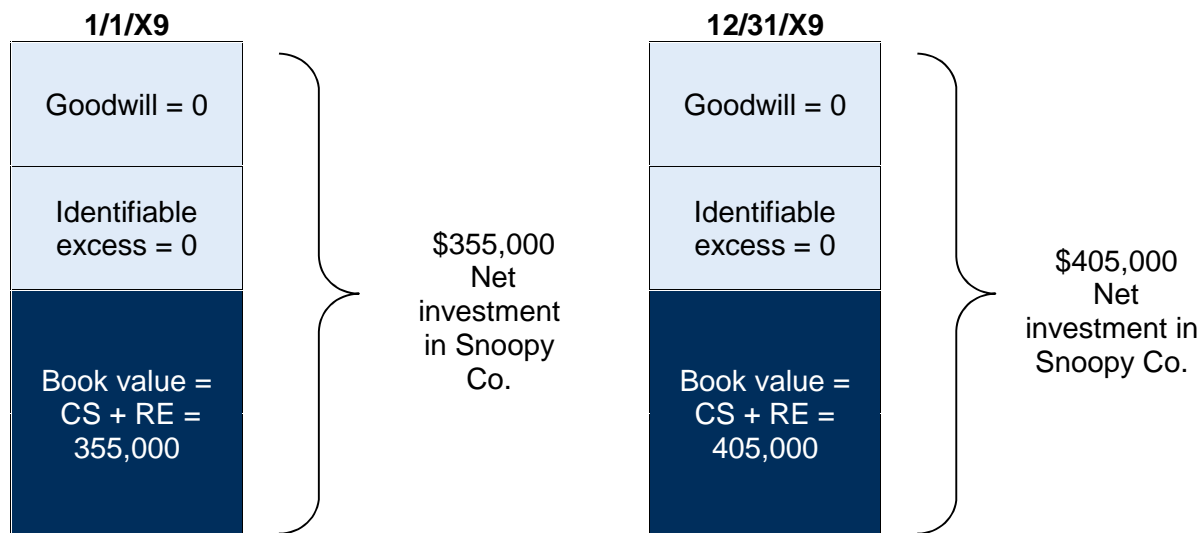 1/1/X9
Goodwill = 0
Identifiable
excess = 0
Book value =
CS + RE =
355,000
$355,000
Net
investment
in Snoopy
Co.
12/31/X9
Goodwill = 0
Identifiable
excess = 0
Book value =
CS + RE =
405,000
$405,000
Net
investment in
Snoopy Co.